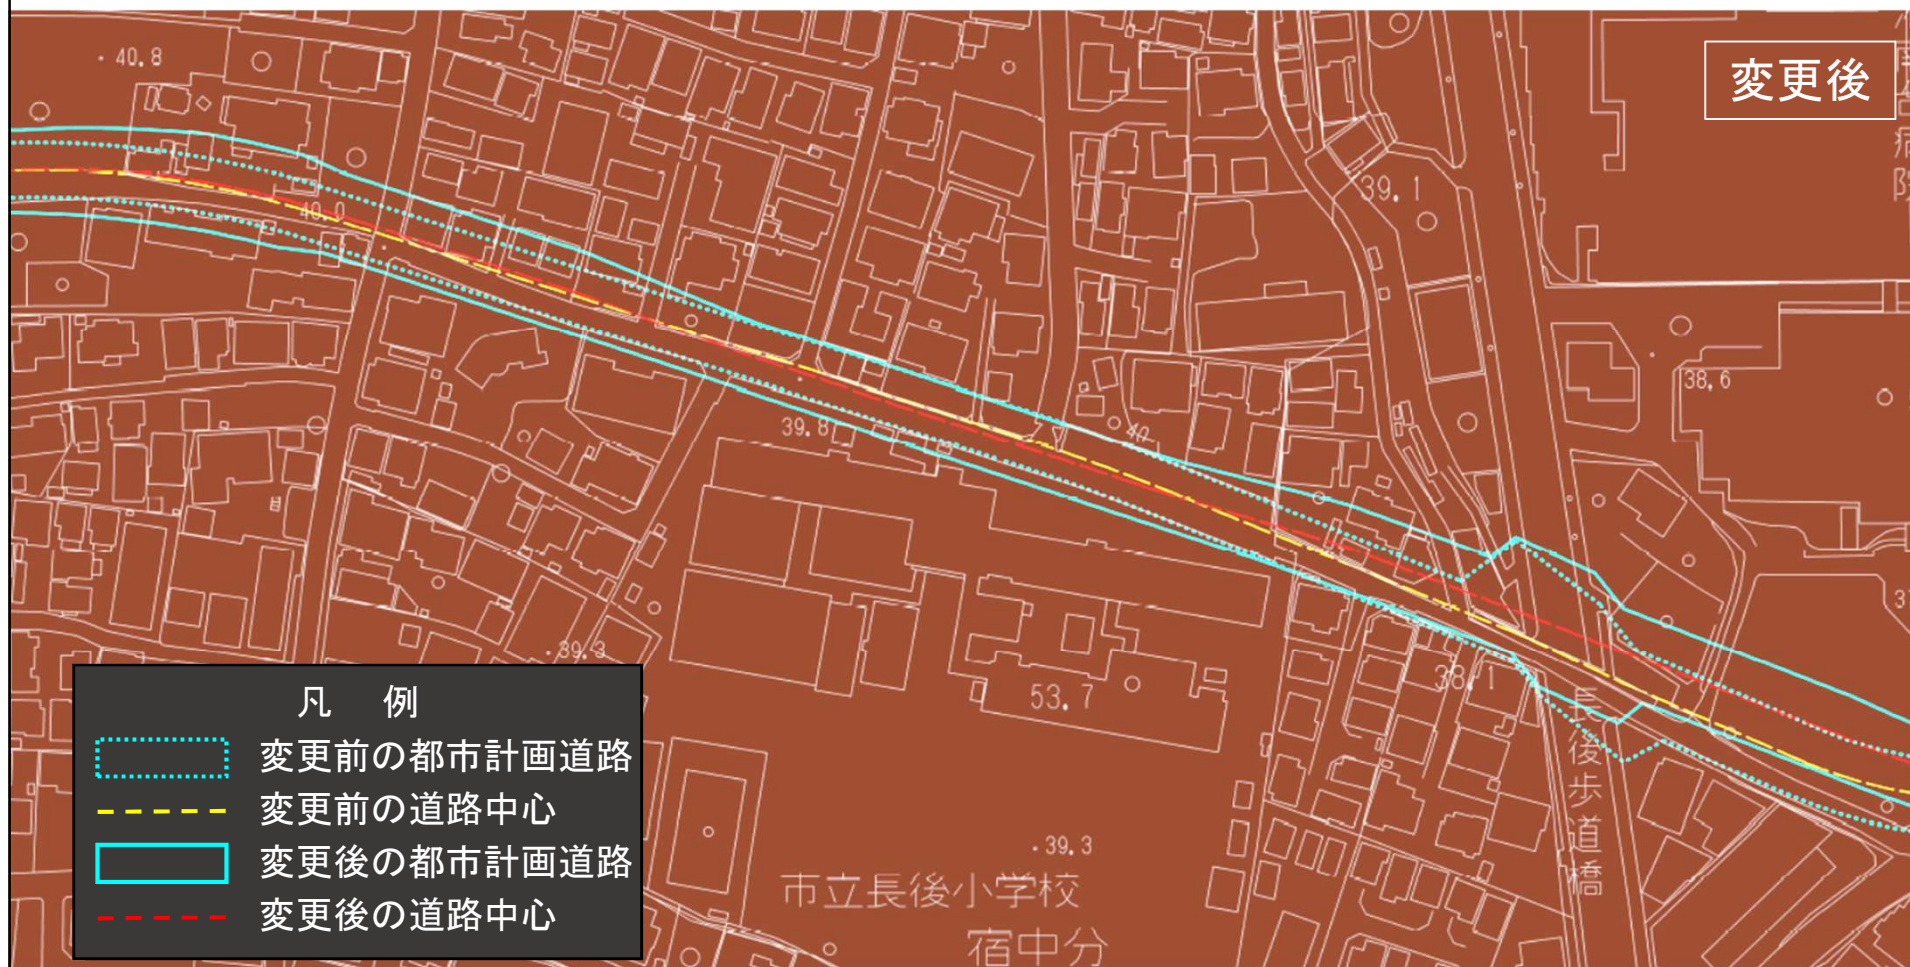 変更後
40.8
39.1
40.0
38.6
39.8
40
39.3
53.7
38.1
長後歩道橋
凡 例
変更前の都市計画道路
変更前の道路中心
変更後の都市計画道路
変更後の道路中心
39.3
市立長後小学校
宿中分